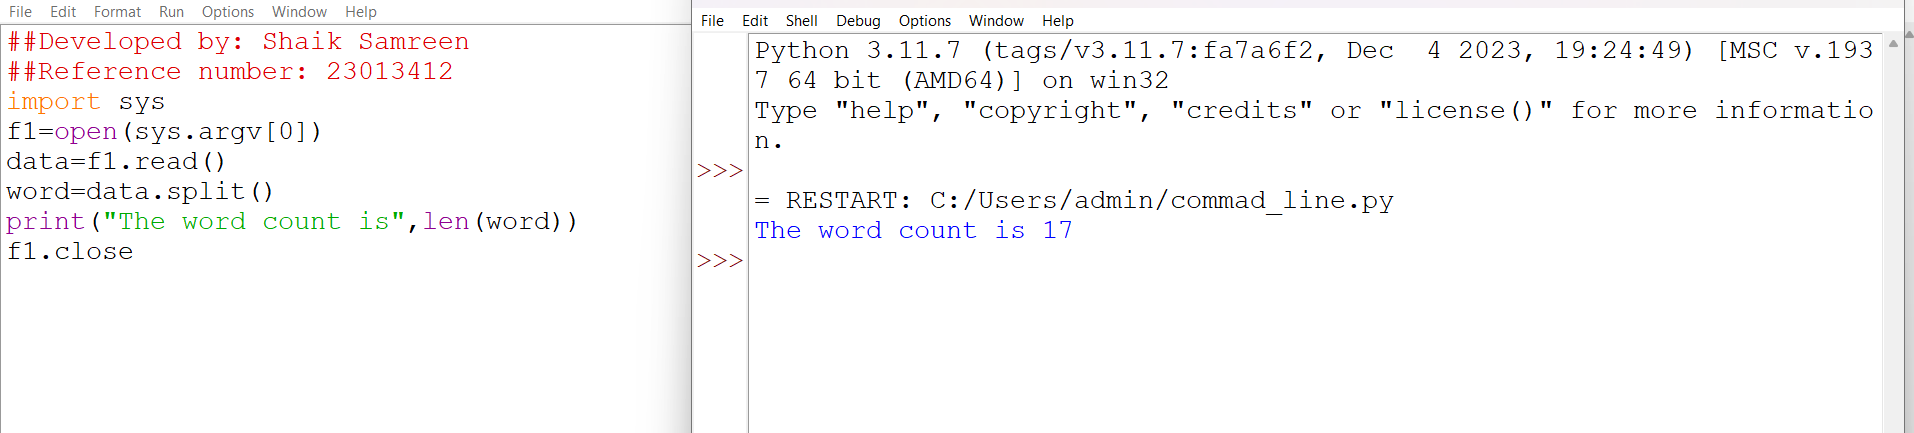 File Edit Format Run Options Window Help
##Developed by: Shaik Samreen
##Reference number: 23013412
import sys
f1=open(sys.argv[0])
data=f1.read()
word=data.split()
print("The word count is",len(word))
f1.close
File Edit Shell Debug Options Window Help
Python 3.11.7 (tags/v3.11.7:fa7a6f2, Dec  4 2023, 19:24:49) [MSC v.193
7 64 bit (AMD64)] on win32
Type "help", "copyright", "credits" or "license()" for more informatio
n.
>>>
= RESTART: C:/Users/admin/commad_line.py
The word count is 17
>>>